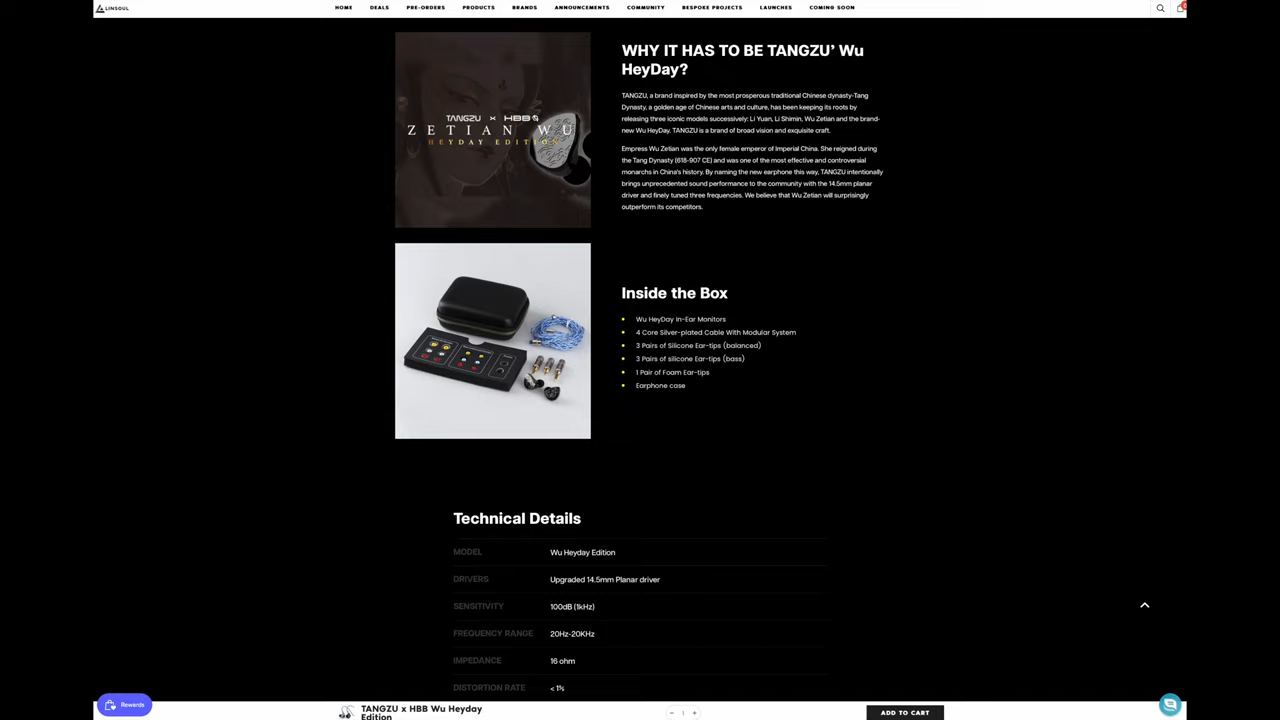 LINSOUL
HOME DEALS PRE-ORDERS PRODUCTS BRANDS ANNOUNCEMENTS COMMUNITY BESPOKE PROJECTS LAUNCHES COMING SOON
TANGZU x HBB
ZETIAN WU
HEYDAY EDITION
WHY IT HAS TO BE TANGZU’ Wu
HeyDay?
TANGZU, a brand inspired by the most prosperous traditional Chinese dynasty-Tang
Dynasty, a golden age of Chinese arts and culture, has been keeping its roots by
releasing three iconic models successively: Li Yuan, Li Shimin, Wu Zetian and the brand-
new Wu HeyDay. TANGZU is a brand of broad vision and exquisite craft.
Empress Wu Zetian was the only female emperor of Imperial China. She reigned during
the Tang Dynasty (618-907 CE) and was one of the most effective and controversial
monarchs in China's history. By naming the new earphone this way, TANGZU intentionally
brings unprecedented sound performance to the community with the 14.5mm planar
driver and finely tuned three frequencies. We believe that Wu Zetian will surprisingly
outperform its competitors.
Inside the Box
Wu HeyDay In-Ear Monitors
4 Core Silver-plated Cable With Modular System
3 Pairs of Silicone Ear-tips (balanced)
3 Pairs of silicone Ear-tips (bass)
1 Pair of Foam Ear-tips
Earphone case
Technical Details
MODEL Wu Heyday Edition
DRIVERS Upgraded 14.5mm Planar driver
SENSITIVITY 100dB (1kHz)
FREQUENCY RANGE 20Hz-20KHz
IMPEDANCE 16 ohm
DISTORTION RATE < 1%
Rewards
TANGZU x HBB Wu Heyday
Edition
− 1 +
ADD TO CART